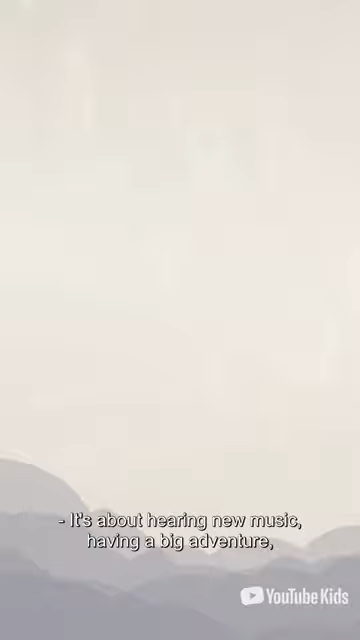 - It's about hearing new music,
having a big adventure,
YouTube Kids